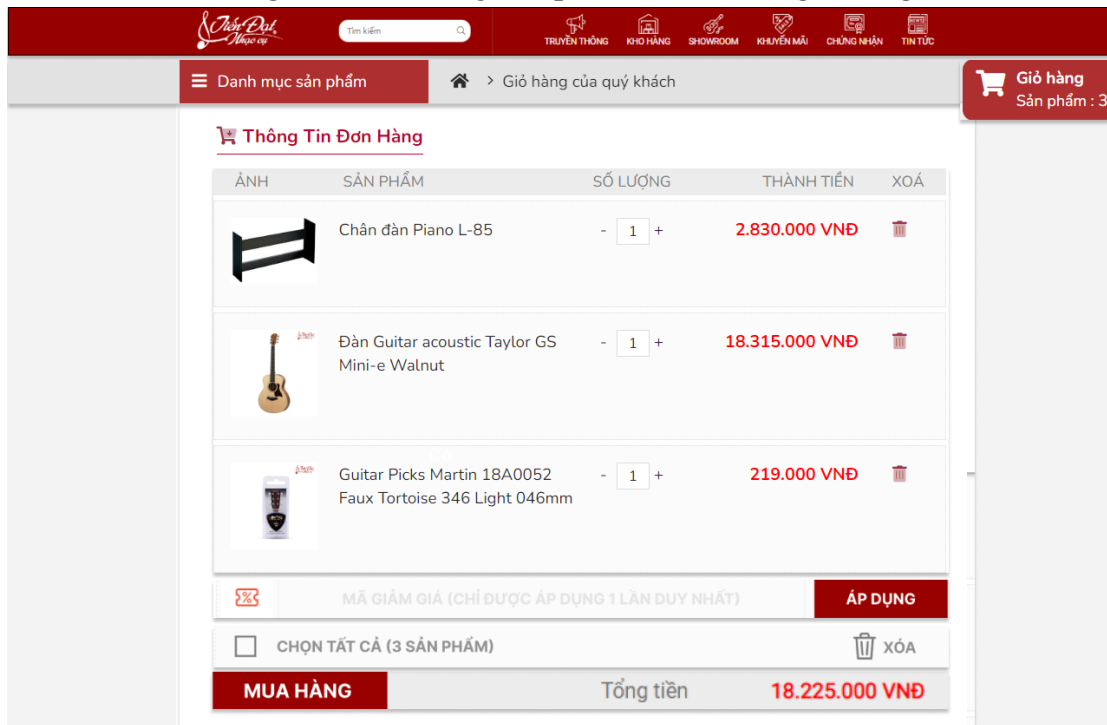 Tiến Đạt
Nhạc cụ
Tìm kiếm
TRUYỀN THÔNG
KHO HÀNG
SHOWROOM
KHUYẾN MÃI
CHỨNG NHẬN
TIN TỨC
Danh mục sản phẩm
> Giỏ hàng của quý khách
Giỏ hàng
Sản phẩm : 3
Thông Tin Đơn Hàng
ẢNH SẢN PHẨM SỐ LƯỢNG THÀNH TIỀN XOÁ
Chân đàn Piano L-85 - 1 + 2.830.000 VNĐ
Đàn Guitar acoustic Taylor GS - 1 + 18.315.000 VNĐ
Mini-e Walnut
Guitar Picks Martin 18A0052 - 1 + 219.000 VNĐ
Faux Tortoise 346 Light 046mm
% MÃ GIẢM GIÁ (CHỈ ĐƯỢC ÁP DỤNG 1 LẦN DUY NHẤT) ÁP DỤNG
CHỌN TẤT CẢ (3 SẢN PHẨM) XÓA
MUA HÀNG Tổng tiền 18.225.000 VNĐ